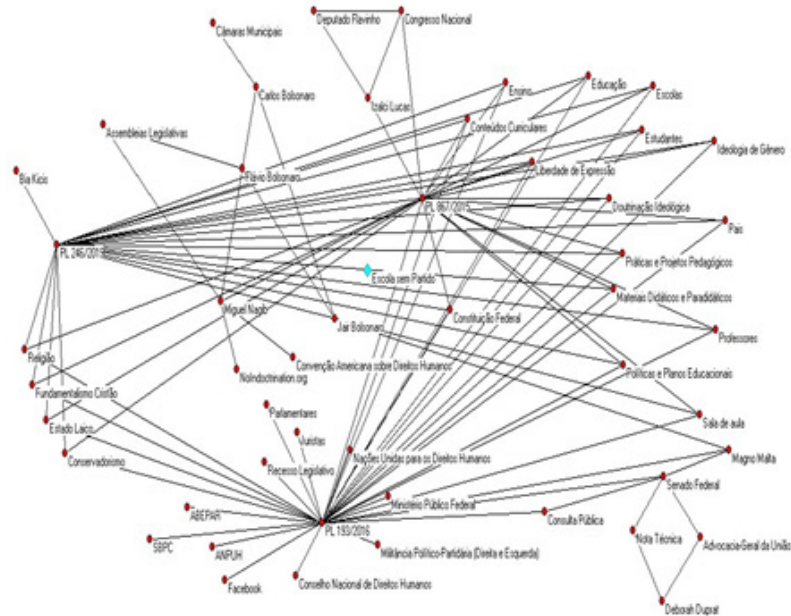 Deputado Flavinho
Congresso Nacional
Câmaras Municipais
Carlos Bolsonaro
Izalci Lucas
Ensino
Educação
Escolas
Assembleias Legislativas
Conteúdos Curriculares
Estudantes
Ideologia de Gênero
Bia Kicis
Flávio Bolsonaro
Liberdade de Expressão
PL 867/2015
Doutrinação Ideológica
Pais
PL 246/2019
Escola sem Partido
Práticas e Projetos Pedagógicos
Materiais Didáticos e Paradidáticos
Miguel Nagib
Jair Bolsonaro
Constituição Federal
Professores
Religião
NoIndoctrination.org
Convenção Americana sobre Direitos Humanos
Políticas e Planos Educacionais
Fundamentalismo Cristão
Estado Laico
Parlamentares
Sala de aula
Conservadorismo
Juristas
Recesso Legislativo
Nações Unidas para os Direitos Humanos
Magno Malta
Senado Federal
ABEPAR
Ministério Público Federal
Consulta Pública
PL 193/2016
SBPC
ANPUH
Militância Político-Partidária (Direita e Esquerda)
Nota Técnica
Advocacia-Geral da União
Facebook
Conselho Nacional de Direitos Humanos
Deborah Duprat